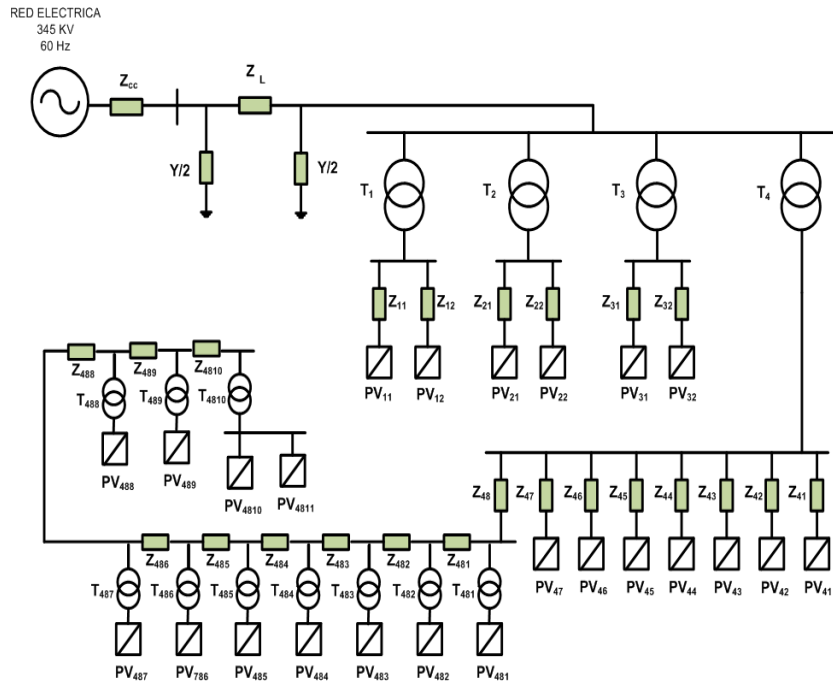 RED ELECTRICA
345 KV
60 Hz
Zcc
Z L
Y/2
Y/2
T1
T2
T3
T4
Z11
Z12
Z21
Z22
Z31
Z32
PV11
PV12
PV21
PV22
PV31
PV32
Z488
Z489
Z4810
T488
T489
T4810
PV488
PV489
PV4810
PV4811
Z48
Z47
Z46
Z45
Z44
Z43
Z42
Z41
PV47
PV46
PV45
PV44
PV43
PV42
PV41
Z486
Z485
Z484
Z483
Z482
Z481
T487
T486
T485
T484
T483
T482
T481
PV487
PV786
PV485
PV484
PV483
PV482
PV481